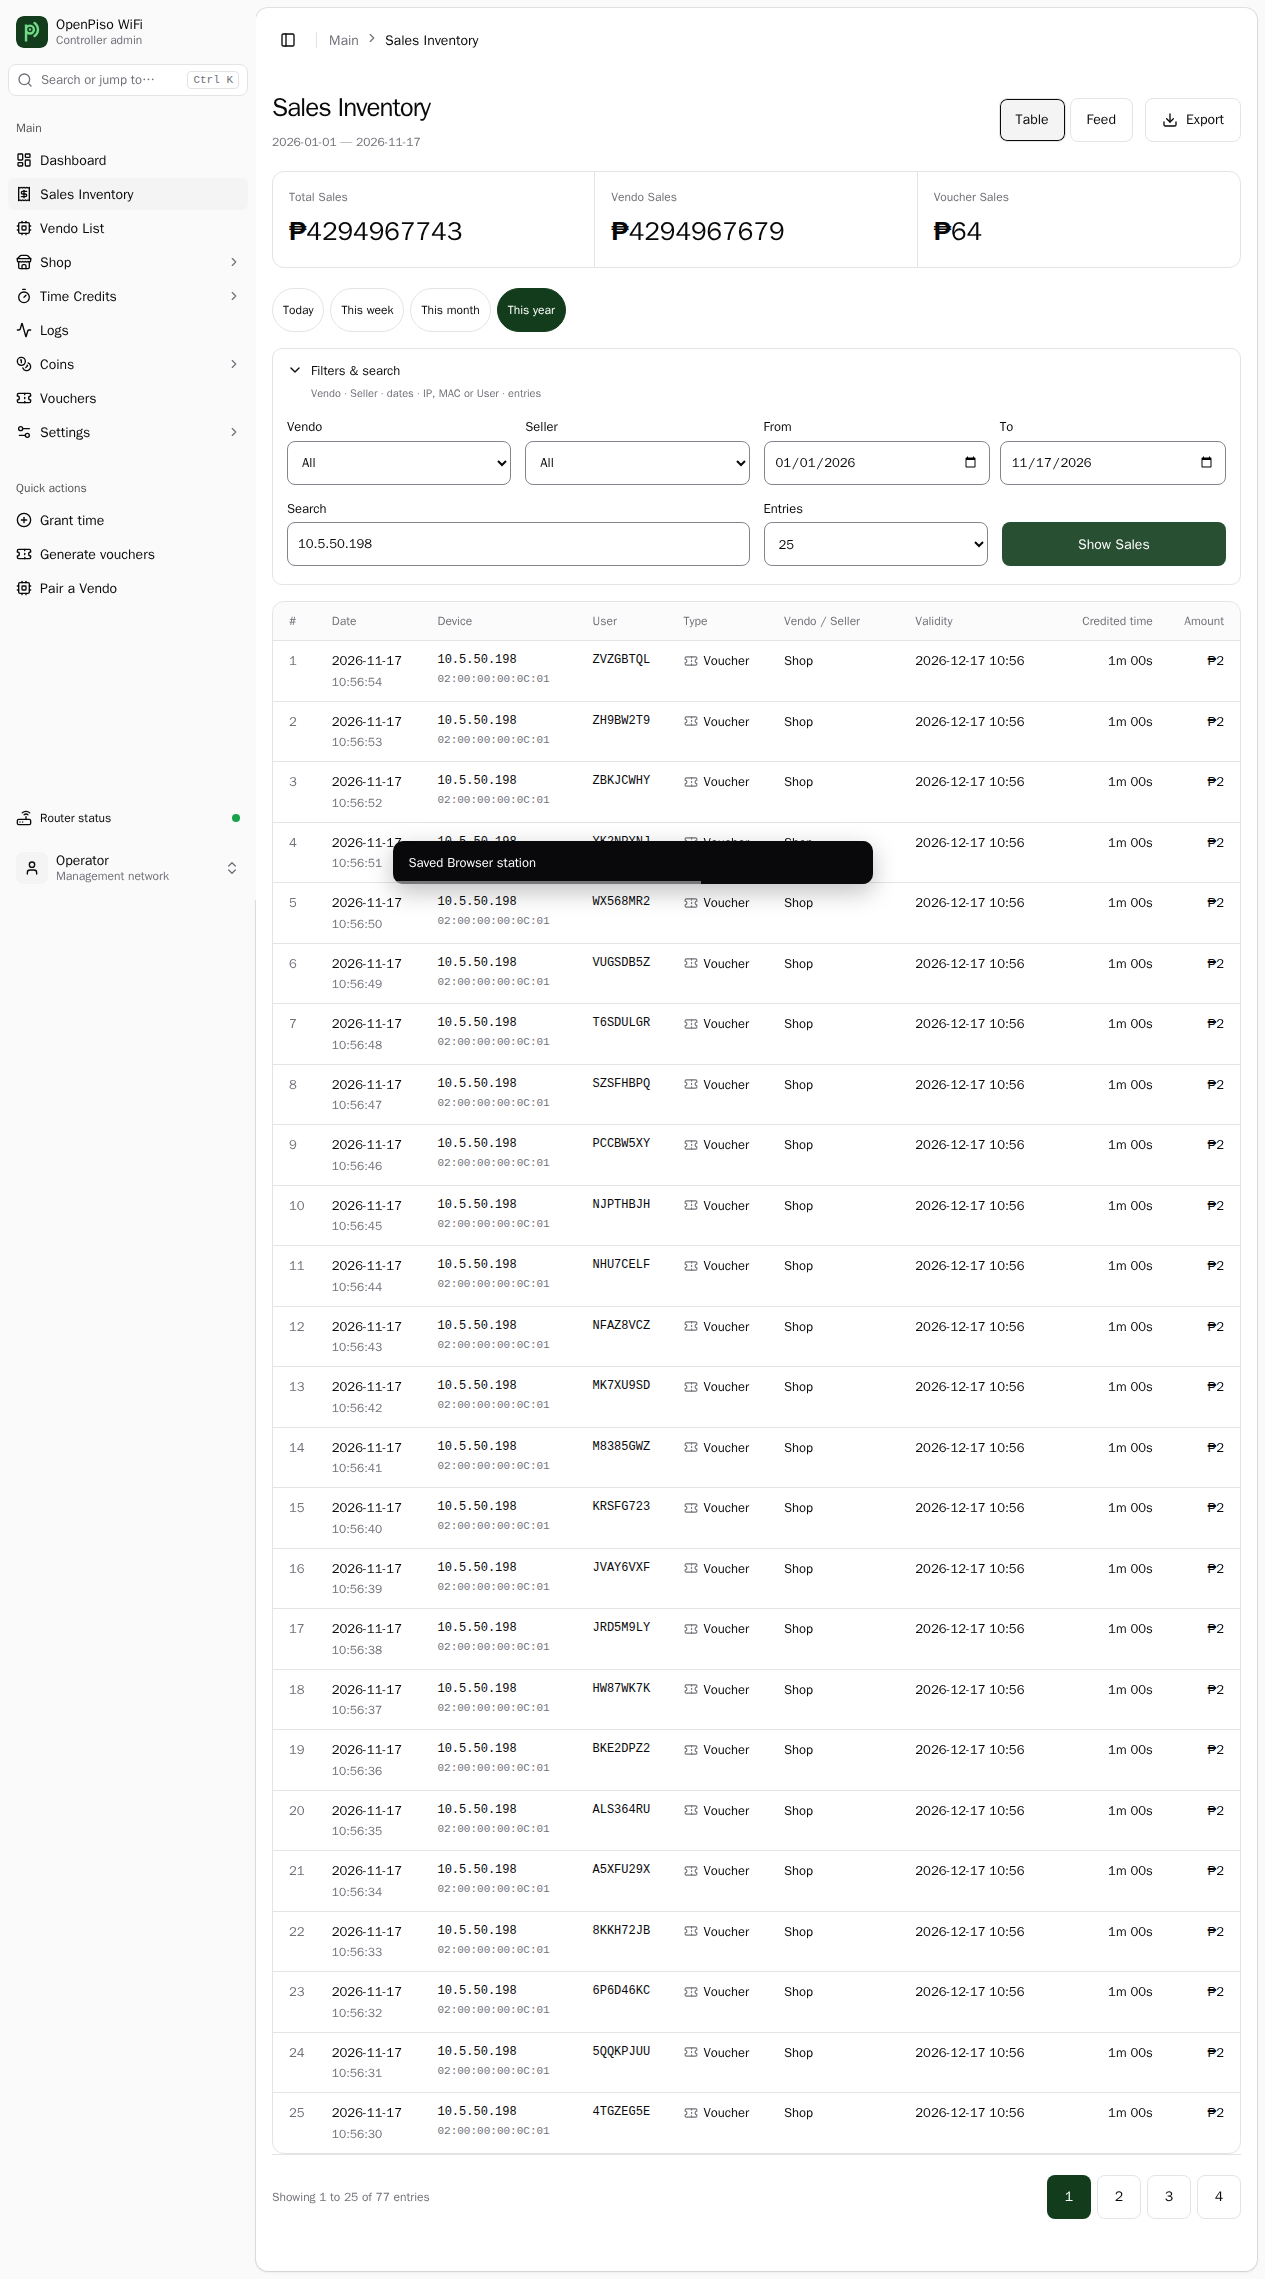 OpenPiso WiFi
Controller admin
Search or jump to··· Ctrl K
Main
Dashboard
Sales Inventory
Vendo List
Shop
Time Credits
Logs
Coins
Vouchers
Settings
Quick actions
Grant time
Generate vouchers
Pair a Vendo
Router status
Operator
Management network
Main > Sales Inventory
Sales Inventory
2026-01-01 — 2026-11-17
Table Feed Export
Total Sales Vendo Sales Voucher Sales
₱4294967743 ₱4294967679 ₱64
Today This week This month This year
Filters & search
Vendo · Seller · dates · IP, MAC or User · entries
Vendo Seller From To
All All 01/01/2026 11/17/2026
Search Entries
10.5.50.198 25 Show Sales
# Date Device User Type Vendo / Seller Validity Credited time Amount
1 2026-11-17 10.5.50.198 ZVZGBTQL Voucher Shop 2026-12-17 10:56 1m 00s ₱2
10:56:54 02:00:00:00:0C:01
2 2026-11-17 10.5.50.198 ZH9BW2T9 Voucher Shop 2026-12-17 10:56 1m 00s ₱2
10:56:53 02:00:00:00:0C:01
3 2026-11-17 10.5.50.198 ZBKJCWHY Voucher Shop 2026-12-17 10:56 1m 00s ₱2
10:56:52 02:00:00:00:0C:01
4 2026-11-17 10.5.50.198 Voucher Shop 2026-12-17 10:56 1m 00s ₱2
10:56:51
Saved Browser station
5 2026-11-17 10.5.50.198 WX568MR2 Voucher Shop 2026-12-17 10:56 1m 00s ₱2
10:56:50 02:00:00:00:0C:01
6 2026-11-17 10.5.50.198 VUGSDB5Z Voucher Shop 2026-12-17 10:56 1m 00s ₱2
10:56:49 02:00:00:00:0C:01
7 2026-11-17 10.5.50.198 T6SDULGR Voucher Shop 2026-12-17 10:56 1m 00s ₱2
10:56:48 02:00:00:00:0C:01
8 2026-11-17 10.5.50.198 SZSFHBPQ Voucher Shop 2026-12-17 10:56 1m 00s ₱2
10:56:47 02:00:00:00:0C:01
9 2026-11-17 10.5.50.198 PCCBW5XY Voucher Shop 2026-12-17 10:56 1m 00s ₱2
10:56:46 02:00:00:00:0C:01
10 2026-11-17 10.5.50.198 NJPTHBJH Voucher Shop 2026-12-17 10:56 1m 00s ₱2
10:56:45 02:00:00:00:0C:01
11 2026-11-17 10.5.50.198 NHU7CELF Voucher Shop 2026-12-17 10:56 1m 00s ₱2
10:56:44 02:00:00:00:0C:01
12 2026-11-17 10.5.50.198 NFAZ8VCZ Voucher Shop 2026-12-17 10:56 1m 00s ₱2
10:56:43 02:00:00:00:0C:01
13 2026-11-17 10.5.50.198 MK7XU9SD Voucher Shop 2026-12-17 10:56 1m 00s ₱2
10:56:42 02:00:00:00:0C:01
14 2026-11-17 10.5.50.198 M8385GWZ Voucher Shop 2026-12-17 10:56 1m 00s ₱2
10:56:41 02:00:00:00:0C:01
15 2026-11-17 10.5.50.198 KRSFG723 Voucher Shop 2026-12-17 10:56 1m 00s ₱2
10:56:40 02:00:00:00:0C:01
16 2026-11-17 10.5.50.198 JVAY6VXF Voucher Shop 2026-12-17 10:56 1m 00s ₱2
10:56:39 02:00:00:00:0C:01
17 2026-11-17 10.5.50.198 JRD5M9LY Voucher Shop 2026-12-17 10:56 1m 00s ₱2
10:56:38 02:00:00:00:0C:01
18 2026-11-17 10.5.50.198 HW87WK7K Voucher Shop 2026-12-17 10:56 1m 00s ₱2
10:56:37 02:00:00:00:0C:01
19 2026-11-17 10.5.50.198 BKE2DPZ2 Voucher Shop 2026-12-17 10:56 1m 00s ₱2
10:56:36 02:00:00:00:0C:01
20 2026-11-17 10.5.50.198 ALS364RU Voucher Shop 2026-12-17 10:56 1m 00s ₱2
10:56:35 02:00:00:00:0C:01
21 2026-11-17 10.5.50.198 A5XFU29X Voucher Shop 2026-12-17 10:56 1m 00s ₱2
10:56:34 02:00:00:00:0C:01
22 2026-11-17 10.5.50.198 8KKH72JB Voucher Shop 2026-12-17 10:56 1m 00s ₱2
10:56:33 02:00:00:00:0C:01
23 2026-11-17 10.5.50.198 6P6D46KC Voucher Shop 2026-12-17 10:56 1m 00s ₱2
10:56:32 02:00:00:00:0C:01
24 2026-11-17 10.5.50.198 5QQKPJUU Voucher Shop 2026-12-17 10:56 1m 00s ₱2
10:56:31 02:00:00:00:0C:01
25 2026-11-17 10.5.50.198 4TGZEG5E Voucher Shop 2026-12-17 10:56 1m 00s ₱2
10:56:30 02:00:00:00:0C:01
Showing 1 to 25 of 77 entries 1 2 3 4